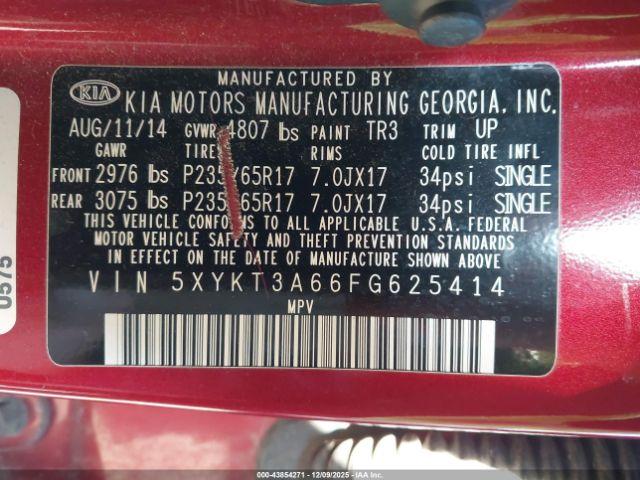 MANUFACTURED BY
KIA KIA MOTORS MANUFACTURING GEORGIA, INC.
AUG/11/14 GVWR 4807 lbs PAINT TR3 TRIM UP
GAWR TIRE RIMS COLD TIRE INFL
FRONT 2976 lbs P235/65R17 7.0JX17 34psi SINGLE
REAR 3075 lbs P235/65R17 7.0JX17 34psi SINGLE
THIS VEHICLE CONFORMS TO ALL APPLICABLE U.S.A. FEDERAL
MOTOR VEHICLE SAFETY AND THEFT PREVENTION STANDARDS
IN EFFECT ON THE DATE OF MANUFACTURE SHOWN ABOVE.
VIN 5XYKT3A66FG625414
MPV
0575
000-43854271 - 12/09/2025 - IAAI.COM